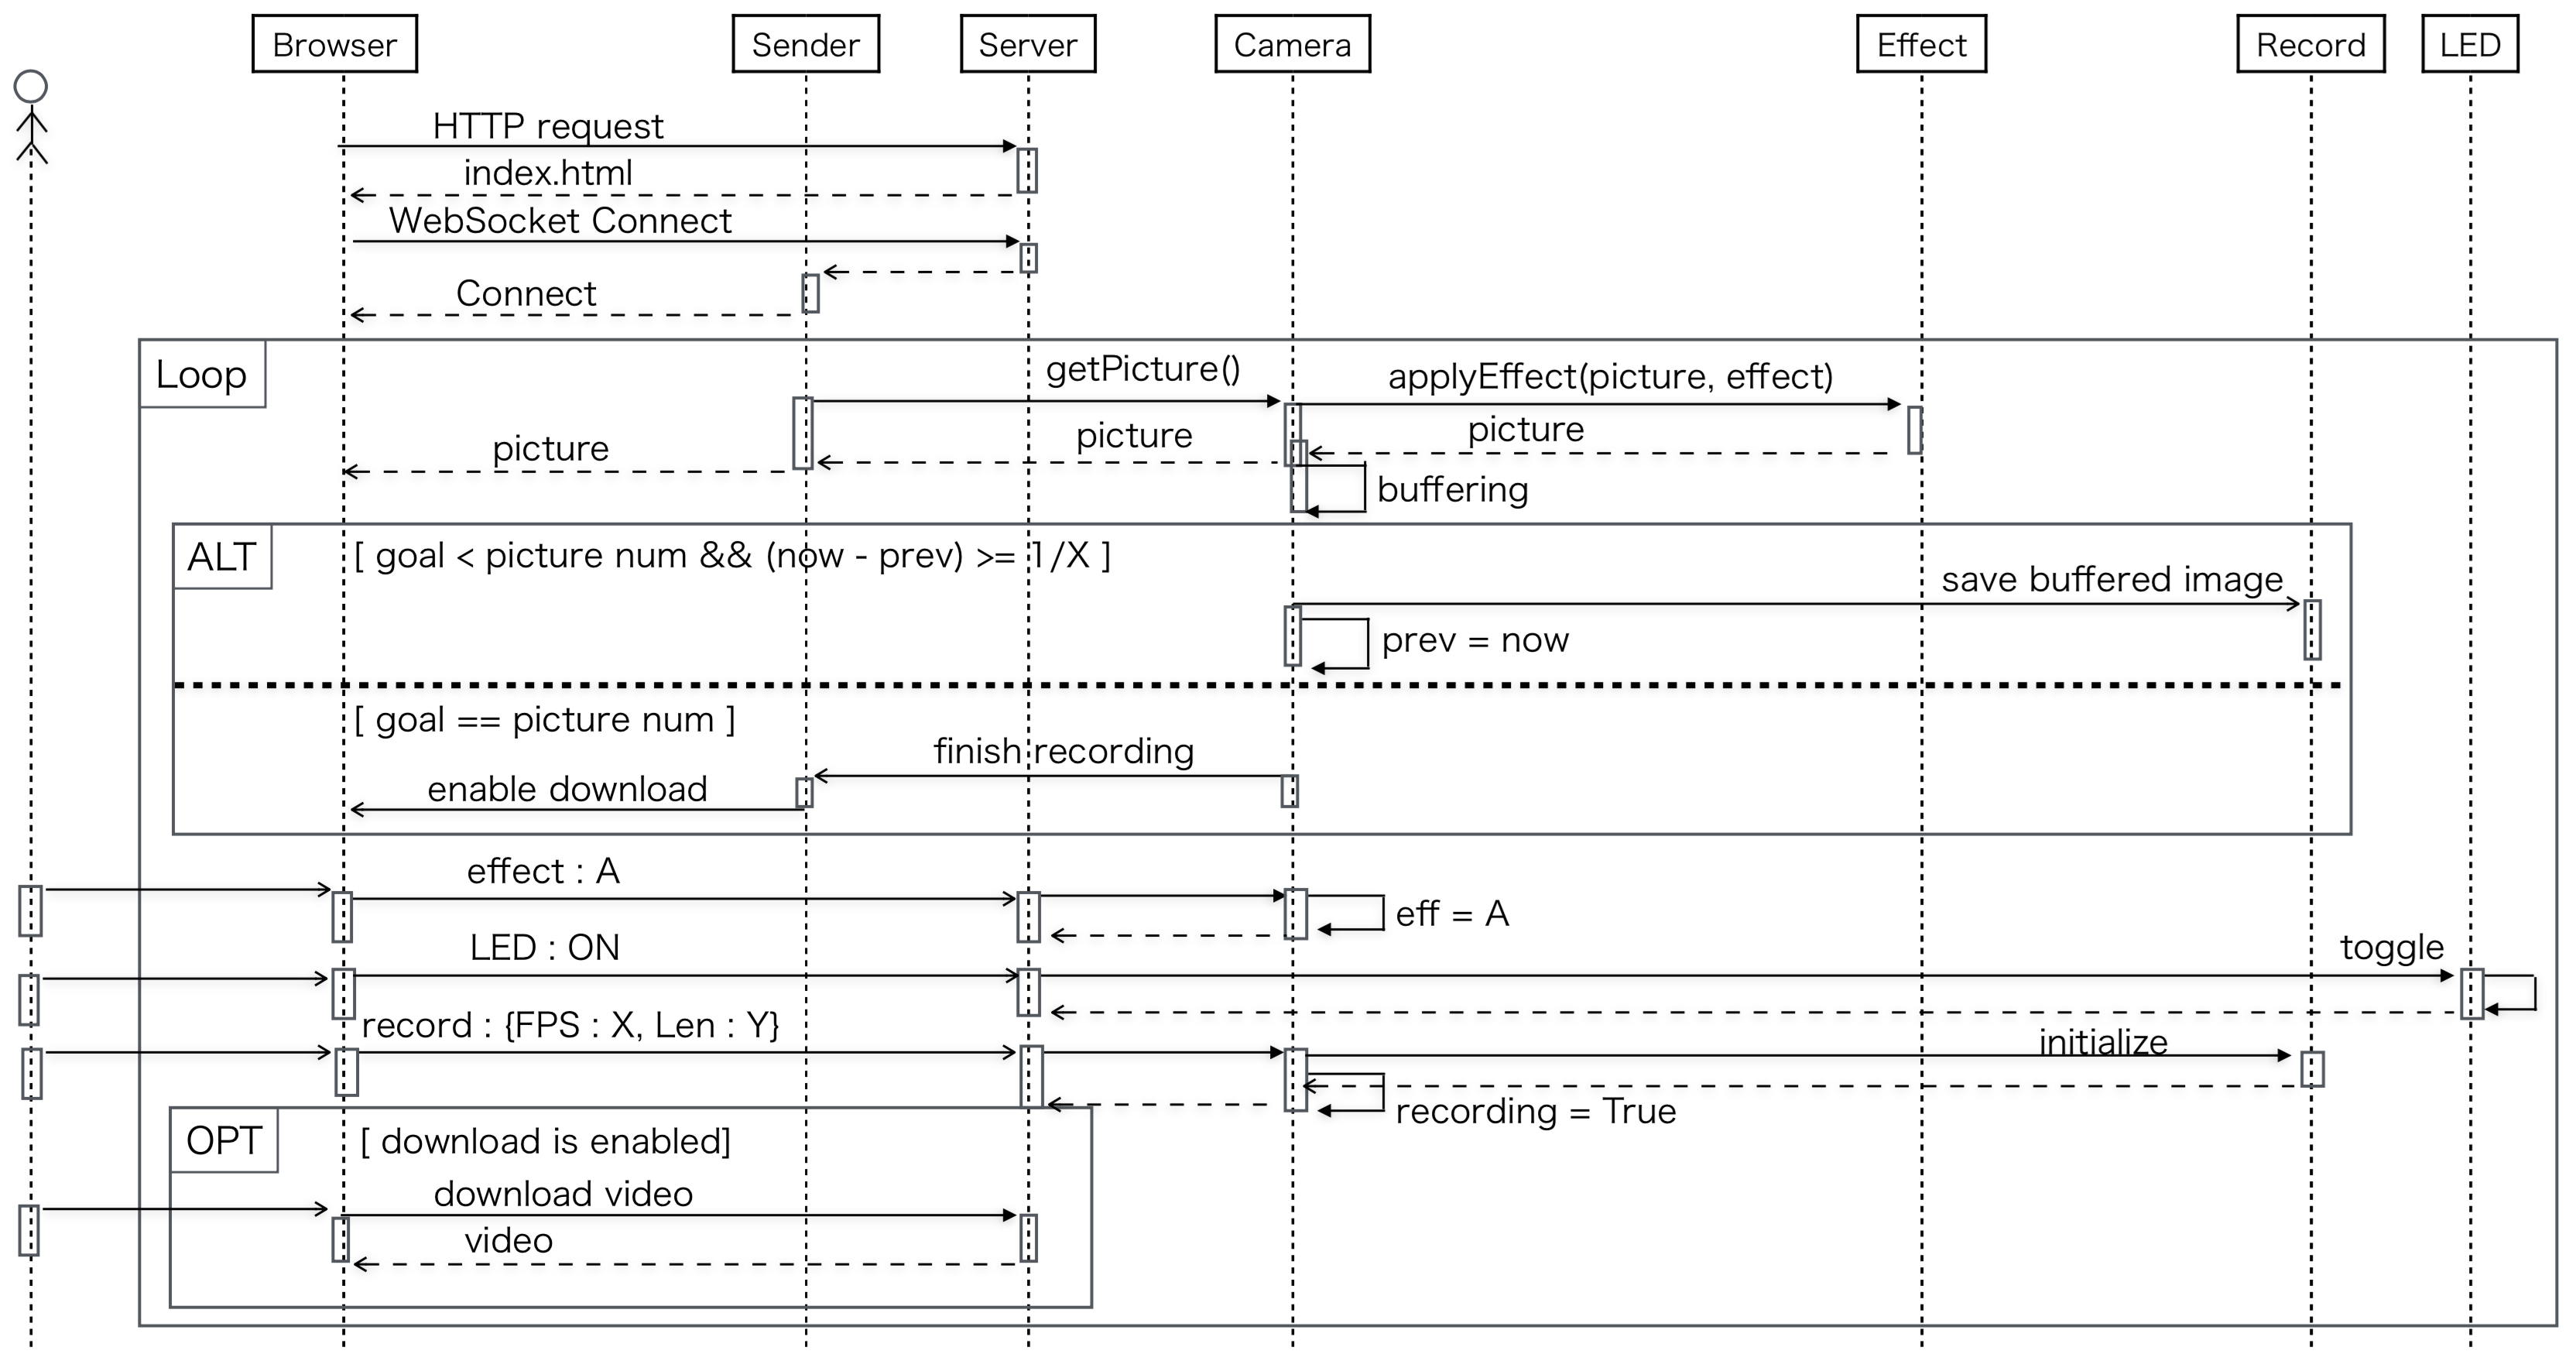 Browser
Sender
Server
Camera
Effect
Record
LED
HTTP request
index.html
WebSocket Connect
Connect
Loop
getPicture()
applyEffect(picture, effect)
picture
picture
picture
buffering
ALT
[ goal < picture num && (now - prev) >= 1/X ]
save buffered image
prev = now
[ goal == picture num ]
finish recording
enable download
effect : A
eff = A
LED : ON
toggle
record : {FPS : X, Len : Y}
initialize
recording = True
OPT
[ download is enabled]
download video
video